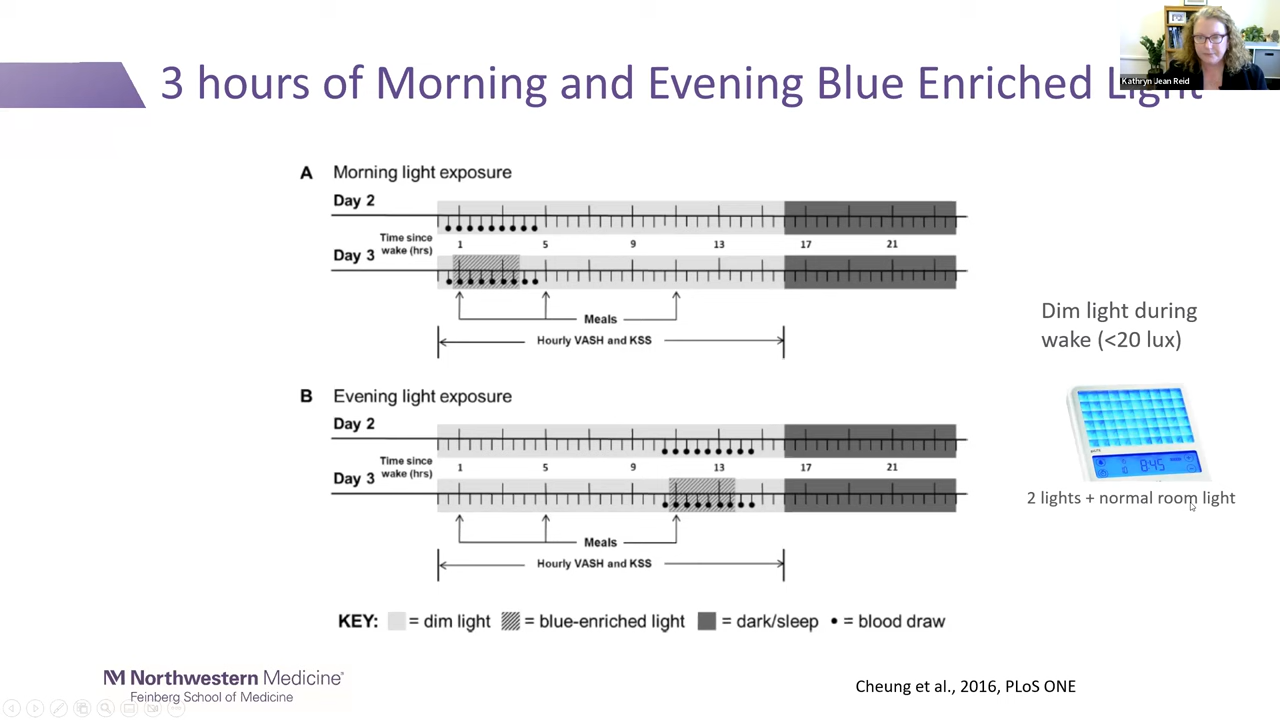 3 hours of Morning and Evening Blue Enriched Light
Kathryn Jean Reid
A Morning light exposure
Day 2
Time since
wake (hrs)
1 5 9 13 17 21
Day 3
Meals
Hourly VASH and KSS
Dim light during
wake (<20 lux)
B Evening light exposure
Day 2
Time since
wake (hrs)
1 5 9 13 17 21
Day 3
Meals
Hourly VASH and KSS
8:45
2 lights + normal room light
KEY: = dim light = blue-enriched light = dark/sleep • = blood draw
Northwestern Medicine®
Feinberg School of Medicine
Cheung et al., 2016, PLoS ONE